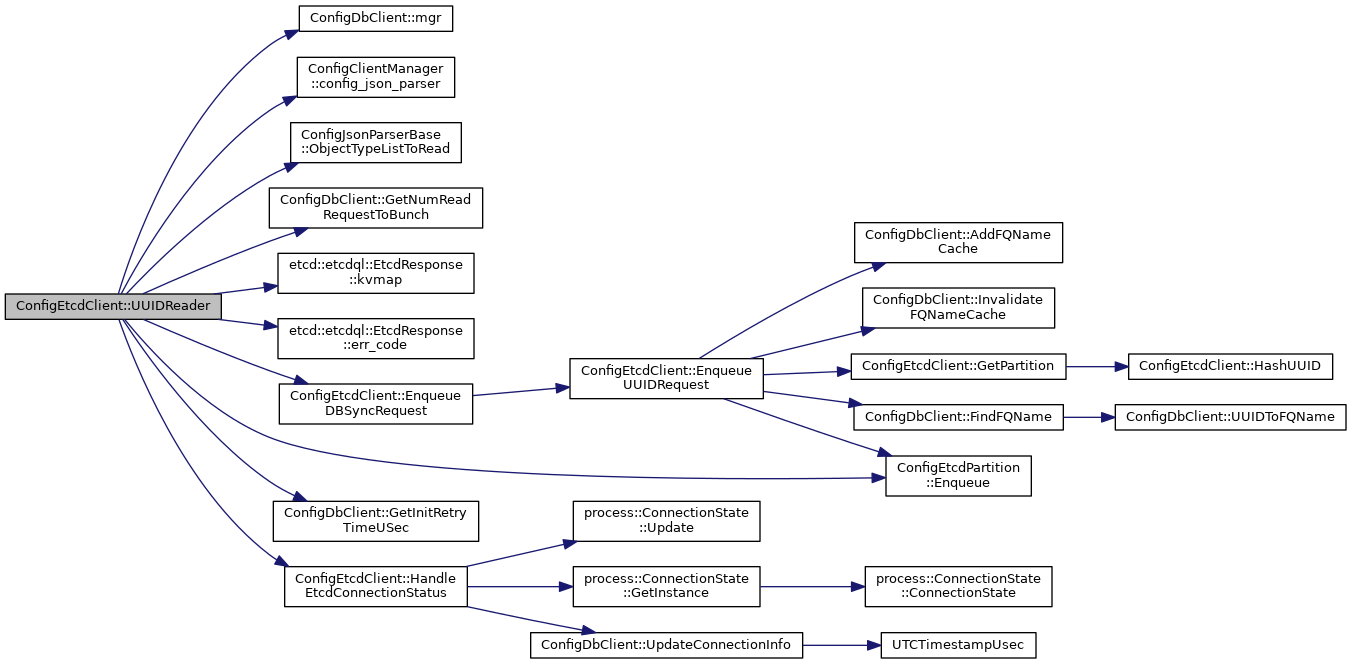 ConfigDbClient::mgr
ConfigClientManager
::config_json_parser
ConfigJsonParserBase
::ObjectTypeListToRead
ConfigDbClient::GetNumRead
RequestToBunch
etcd::etcdql::EtcdResponse
::kvmap
ConfigEtcdClient::UUIDReader
etcd::etcdql::EtcdResponse
::err_code
ConfigEtcdClient::Enqueue
DBSyncRequest
ConfigEtcdClient::Enqueue
UUIDRequest
ConfigDbClient::AddFQName
Cache
ConfigDbClient::Invalidate
FQNameCache
ConfigEtcdClient::GetPartition
ConfigEtcdClient::HashUUID
ConfigDbClient::FindFQName
ConfigDbClient::UUIDToFQName
ConfigEtcdPartition
::Enqueue
ConfigDbClient::GetInitRetry
TimeUSec
ConfigEtcdClient::Handle
EtcdConnectionStatus
process::ConnectionState
::Update
process::ConnectionState
::GetInstance
process::ConnectionState
::ConnectionState
ConfigDbClient::UpdateConnectionInfo
UTCTimestampUsec